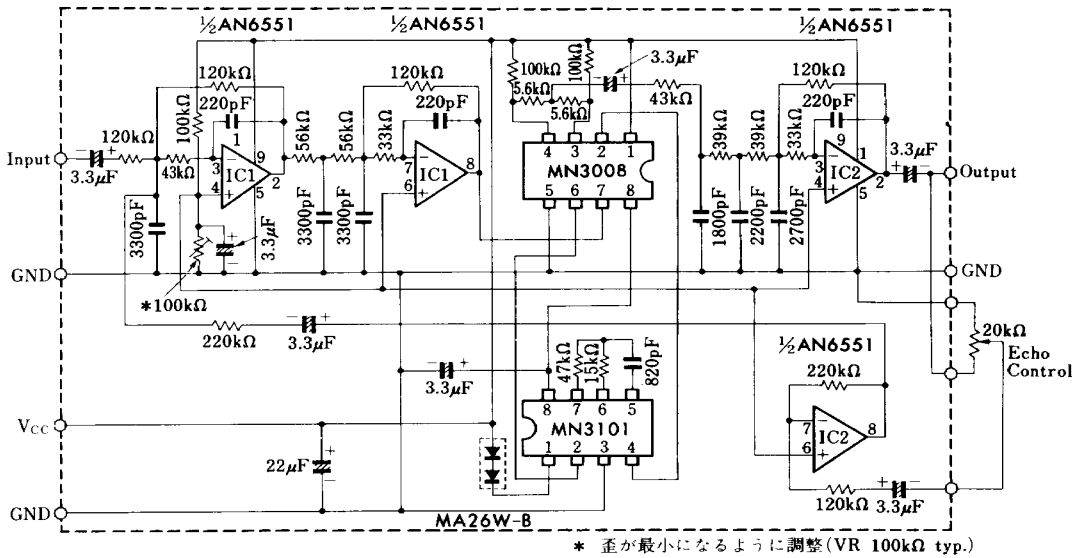 ½AN6551
½AN6551
½AN6551
120kΩ
100kΩ
220pF
120kΩ
220pF
100kΩ
100kΩ
5.6kΩ
5.6kΩ
3.3μF
43kΩ
120kΩ
220pF
Input
3.3μF
120kΩ
43kΩ
1
3
4
IC1
9
2
5
56kΩ
56kΩ
33kΩ
7
6
IC1
8
4 3 2 1
MN3008
5 6 7 8
39kΩ
39kΩ
33kΩ
9
3
4
IC2
1
2
5
3.3μF
Output
3300pF
3.3μF
3300pF
3300pF
1800pF
2200pF
2700pF
GND
GND
*100kΩ
220kΩ
3.3μF
3.3μF
47kΩ
15kΩ
820pF
8 7 6 5
MN3101
1 2 3 4
½AN6551
220kΩ
7
6
IC2
8
20kΩ
Echo
Control
120kΩ
3.3μF
VCC
22μF
GND
MA26W-B
* 歪が最小になるように調整(VR 100kΩ typ.)